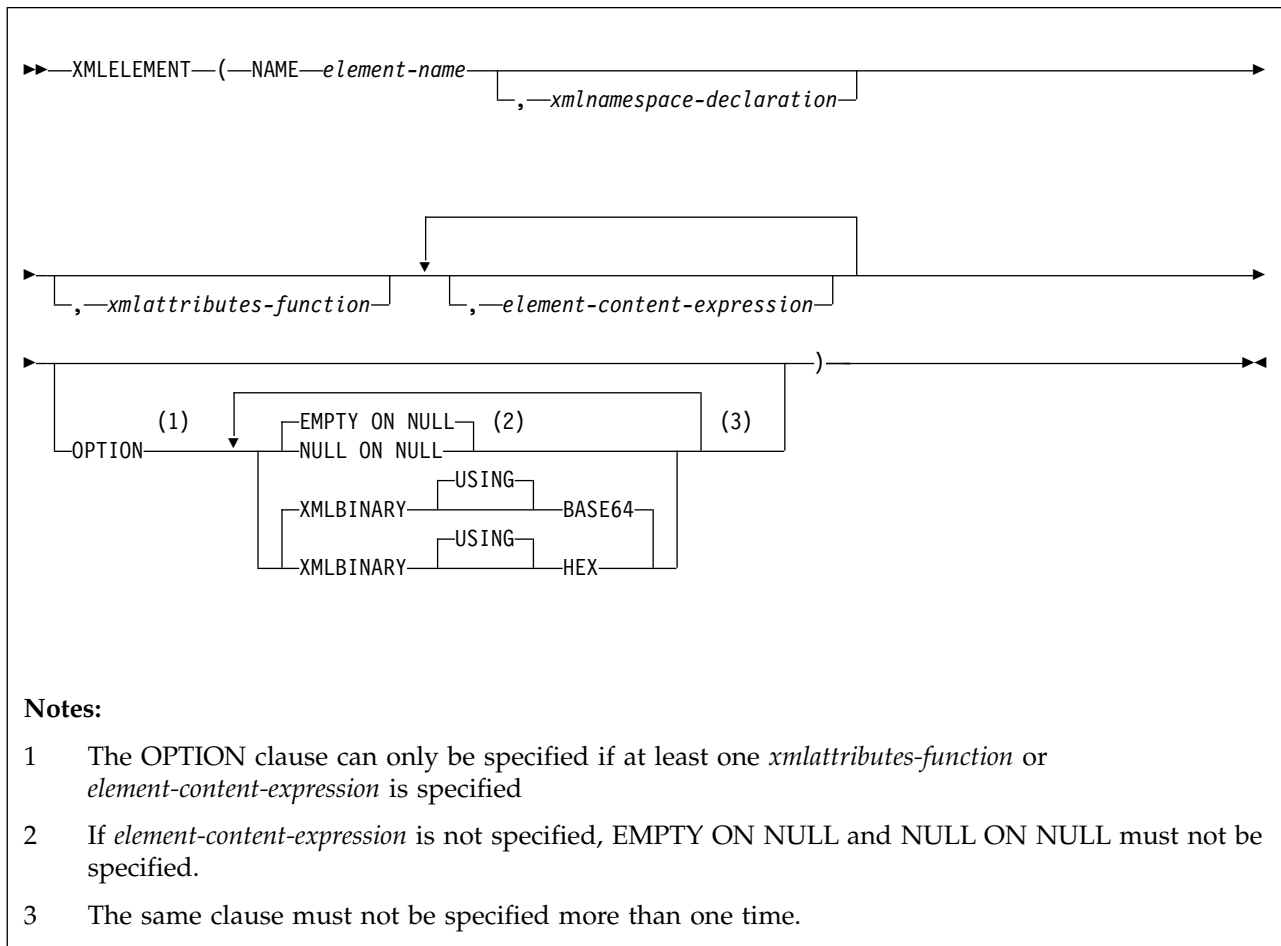 XMLELEMENT ( NAME element-name
, xmlnamespace-declaration
, xmlattributes-function , element-content-expression
)
(1) EMPTY ON NULL (2) (3)
OPTION NULL ON NULL
USING
XMLBINARY BASE64
USING
XMLBINARY HEX
Notes:
1 The OPTION clause can only be specified if at least one xmlattributes-function or
element-content-expression is specified
2 If element-content-expression is not specified, EMPTY ON NULL and NULL ON NULL must not be
specified.
3 The same clause must not be specified more than one time.